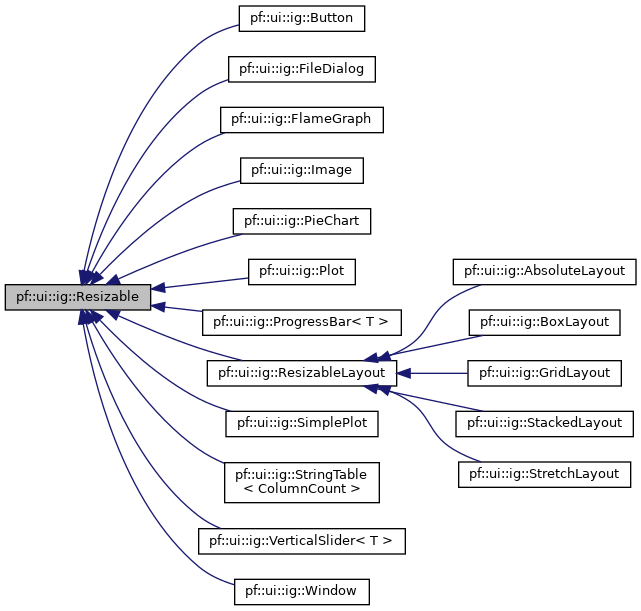 pf::ui::ig::Button
pf::ui::ig::FileDialog
pf::ui::ig::FlameGraph
pf::ui::ig::Image
pf::ui::ig::PieChart
pf::ui::ig::Plot
pf::ui::ig::AbsoluteLayout
pf::ui::ig::Resizable
pf::ui::ig::ProgressBar< T >
pf::ui::ig::BoxLayout
pf::ui::ig::ResizableLayout
pf::ui::ig::GridLayout
pf::ui::ig::SimplePlot
pf::ui::ig::StackedLayout
pf::ui::ig::StringTable
< ColumnCount >
pf::ui::ig::StretchLayout
pf::ui::ig::VerticalSlider< T >
pf::ui::ig::Window